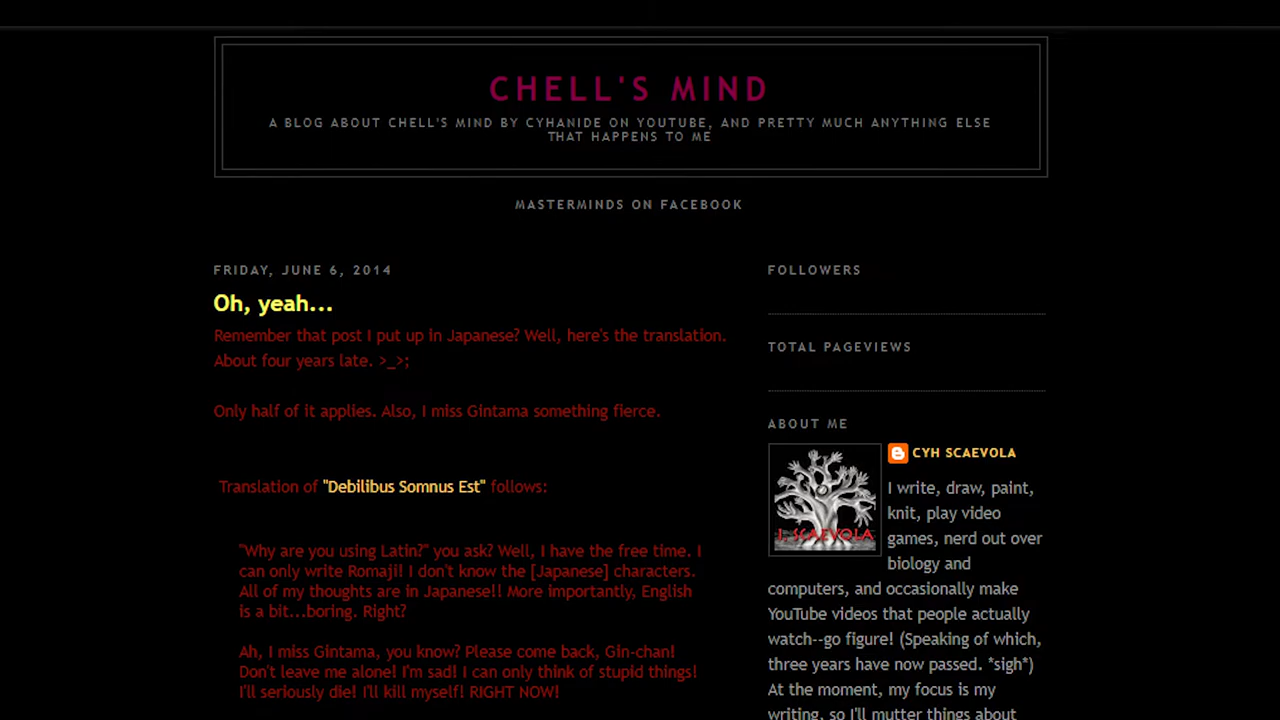 CHELL'S MIND
A BLOG ABOUT CHELL'S MIND BY CYHANIDE ON YOUTUBE, AND PRETTY MUCH ANYTHING ELSE
THAT HAPPENS TO ME
MASTERMINDS ON FACEBOOK
FRIDAY, JUNE 6, 2014
Oh, yeah...
Remember that post I put up in Japanese? Well, here's the translation.
About four years late. >_>;
Only half of it applies. Also, I miss Gintama something fierce.
Translation of "Debilibus Somnus Est" follows:
"Why are you using Latin?" you ask? Well, I have the free time. I
can only write Romaji! I don't know the [Japanese] characters.
All of my thoughts are in Japanese!! More importantly, English
is a bit...boring. Right?
Ah, I miss Gintama, you know? Please come back, Gin-chan!
Don't leave me alone! I'm sad! I can only think of stupid things!
I'll seriously die! I'll kill myself! RIGHT NOW!
FOLLOWERS
TOTAL PAGEVIEWS
ABOUT ME
I. SCAEVOLA
CYH SCAEVOLA
I write, draw, paint,
knit, play video
games, nerd out over
biology and
computers, and occasionally make
YouTube videos that people actually
watch--go figure! (Speaking of which,
three years have now passed. *sigh*)
At the moment, my focus is my
writing, so I'll mutter things about